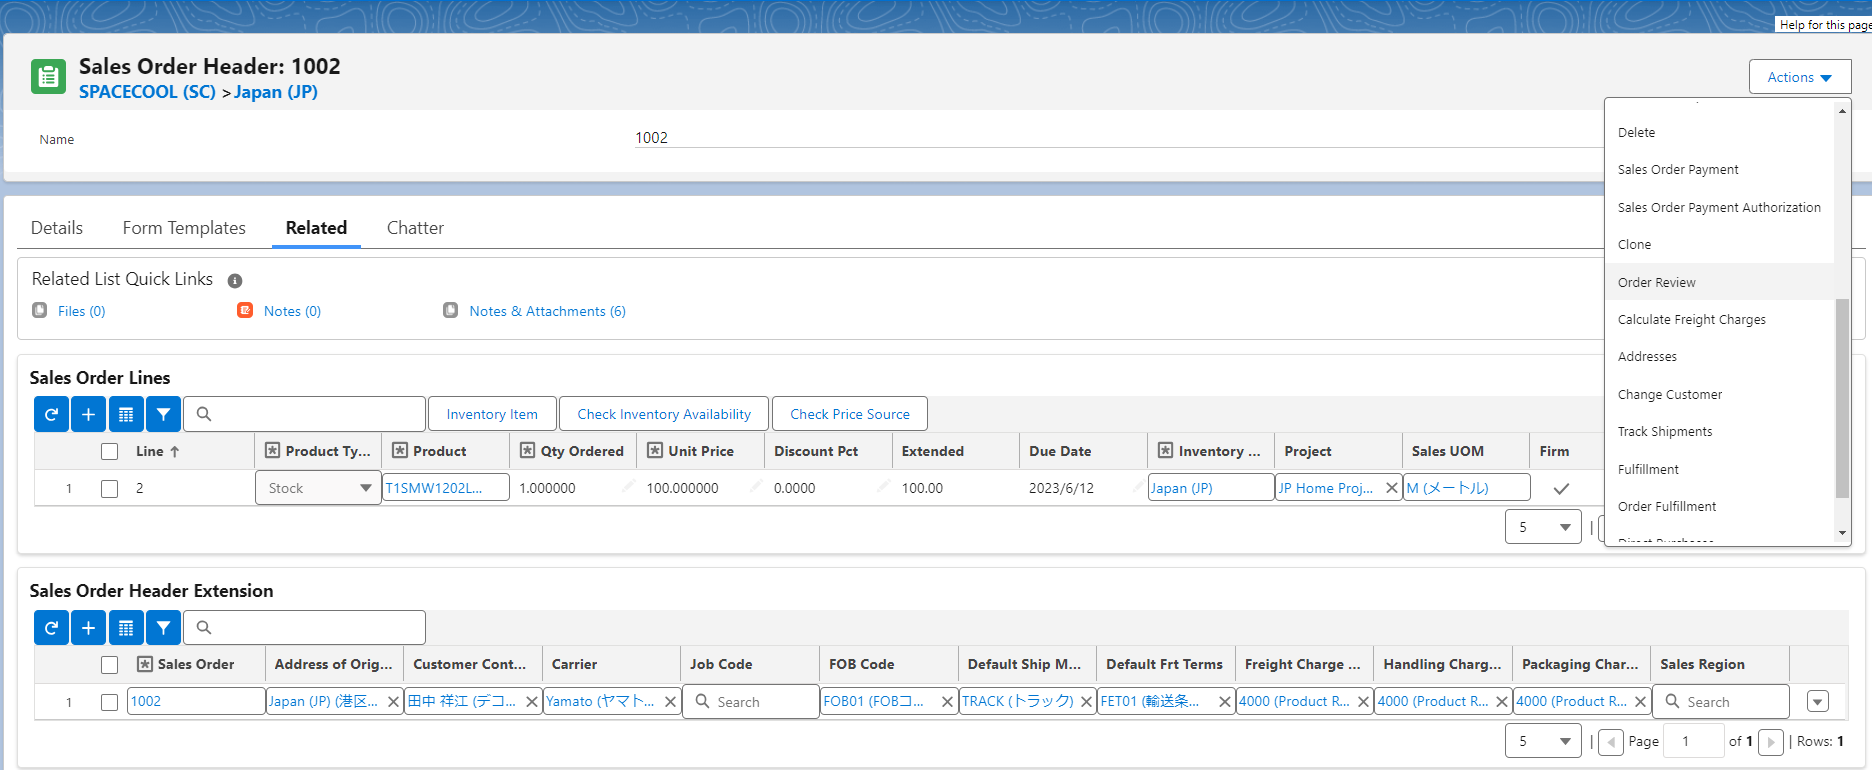 Help for this page
Sales Order Header: 1002
SPACECOOL (SC) > Japan (JP)
Actions
Name
1002
Delete
Sales Order Payment
Sales Order Payment Authorization
Clone
Order Review
Calculate Freight Charges
Addresses
Change Customer
Track Shipments
Fulfillment
Order Fulfillment
Direct Purchases
Details Form Templates Related Chatter
Related List Quick Links
Files (0) Notes (0) Notes & Attachments (6)
Sales Order Lines
Inventory Item Check Inventory Availability Check Price Source
Line Product Ty... Product Qty Ordered Unit Price Discount Pct Extended Due Date Inventory ... Project Sales UOM Firm
1 2 Stock T1SMW1202L... 1.000000 100.000000 0.0000 100.00 2023/6/12 Japan (JP) JP Home Proj... M (メートル)
5 |
Sales Order Header Extension
Sales Order Address of Orig... Customer Cont... Carrier Job Code FOB Code Default Ship M... Default Frt Terms Freight Charge ... Handling Charg... Packaging Char... Sales Region
1 1002 Japan (JP) (港区... 田中 祥江 (デコ... Yamato (ヤマト... Search FOB01 (FOBコ... TRACK (トラック) FET01 (輸送条... 4000 (Product R... 4000 (Product R... 4000 (Product R... Search
5 | Page 1 of 1 | Rows: 1